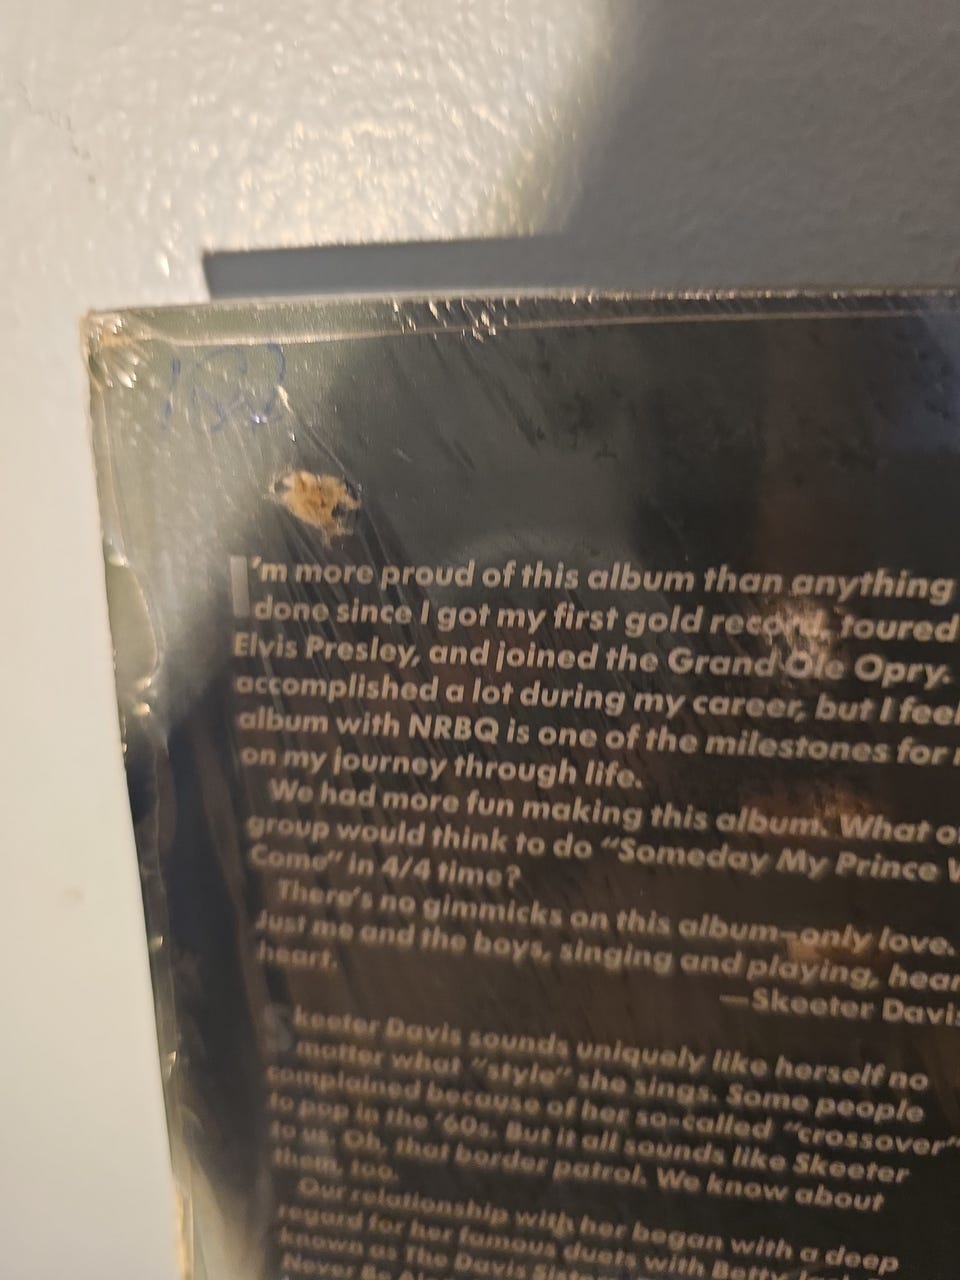 I'm more proud of this album than anything
done since I got my first gold record, toured
Elvis Presley, and joined the Grand Ole Opry.
accomplished a lot during my career, but I feel
album with NRBQ is one of the milestones for
on my journey through life.
We had more fun making this album. What
group would think to do "Someday My Prince
Come" in 4/4 time?
There's no gimmicks on this album—only love.
Just me and the boys, singing and playing,
heart.
—Skeeter Davis
Skeeter Davis sounds uniquely like herself no
matter what "style" she sings. Some people
complained because of her so-called "crossover"
to pop in the '60s. But it all sounds like Skeeter
to us. Oh, that border patrol. We know about
them, too.
Our relationship with her began with a deep
regard for her famous duets with
known as The Davis Sisters
Never Be